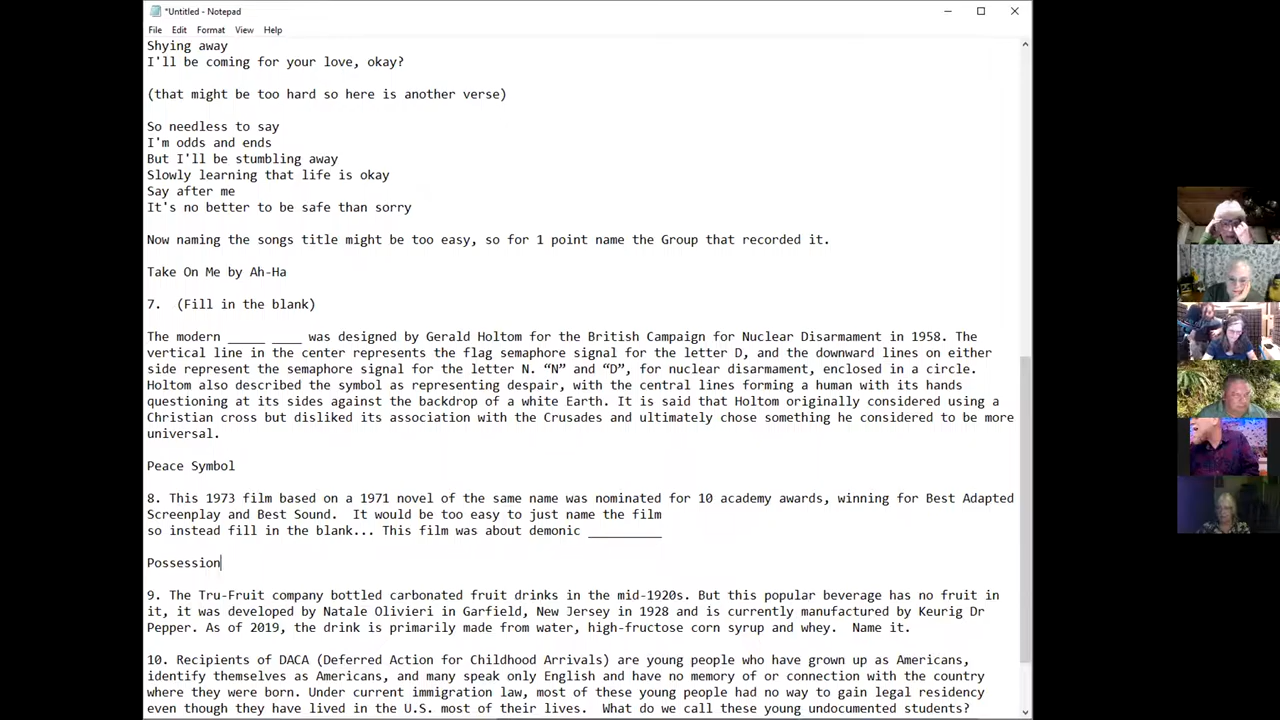 *Untitled - Notepad
File Edit Format View Help
Shying away
I'll be coming for your love, okay?
(that might be too hard so here is another verse)
So needless to say
I'm odds and ends
But I'll be stumbling away
Slowly learning that life is okay
Say after me
It's no better to be safe than sorry
Now naming the songs title might be too easy, so for 1 point name the Group that recorded it.
Take On Me by Ah-Ha
7. (Fill in the blank)
The modern _____ ____ was designed by Gerald Holtom for the British Campaign for Nuclear Disarmament in 1958. The
vertical line in the center represents the flag semaphore signal for the letter D, and the downward lines on either
side represent the semaphore signal for the letter N. “N” and “D”, for nuclear disarmament, enclosed in a circle.
Holtom also described the symbol as representing despair, with the central lines forming a human with its hands
questioning at its sides against the backdrop of a white Earth. It is said that Holtom originally considered using a
Christian cross but disliked its association with the Crusades and ultimately chose something he considered to be more
universal.
Peace Symbol
8. This 1973 film based on a 1971 novel of the same name was nominated for 10 academy awards, winning for Best Adapted
Screenplay and Best Sound. It would be too easy to just name the film
so instead fill in the blank... This film was about demonic __________
Possession
9. The Tru-Fruit company bottled carbonated fruit drinks in the mid-1920s. But this popular beverage has no fruit in
it, it was developed by Natale Olivieri in Garfield, New Jersey in 1928 and is currently manufactured by Keurig Dr
Pepper. As of 2019, the drink is primarily made from water, high-fructose corn syrup and whey. Name it.
10. Recipients of DACA (Deferred Action for Childhood Arrivals) are young people who have grown up as Americans,
identify themselves as Americans, and many speak only English and have no memory of or connection with the country
where they were born. Under current immigration law, most of these young people had no way to gain legal residency
even though they have lived in the U.S. most of their lives. What do we call these young undocumented students?